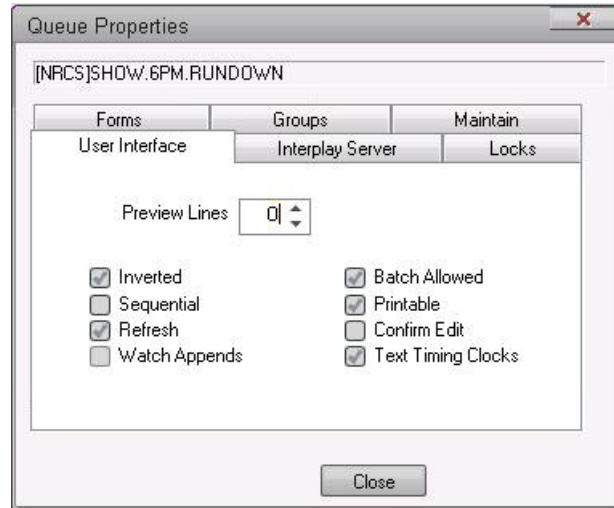 Queue Properties
[NRCS]SHOW.6PM.RUNDOWN
Forms Groups Maintain
User Interface Interplay Server Locks
Preview Lines 0
Inverted Batch Allowed
Sequential Printable
Refresh Confirm Edit
Watch Appends Text Timing Clocks
Close